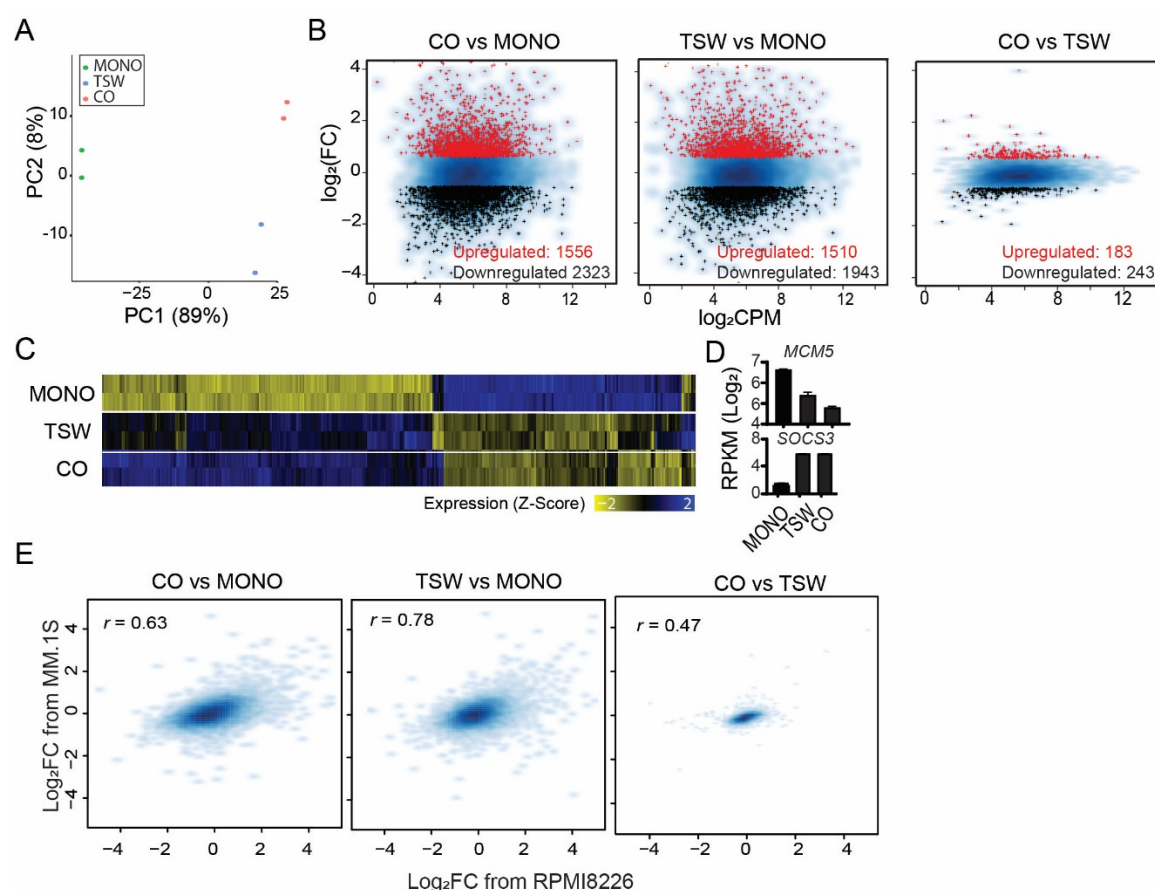 A
MONO
TSW
CO
PC2 (8%)
10
0
-10
−25
0
25
PC1 (89%)
B
CO vs MONO
TSW vs MONO
CO vs TSW
log₂(FC)
4
2
0
−2
−4
Upregulated: 1556
Downregulated 2323
Upregulated: 1510
Downregulated: 1943
Upregulated: 183
Downregulated: 243
0 4 8 12
0 4 8 12
0 4 8 12
log₂CPM
C
MONO
TSW
CO
Expression (Z-Score)
−2 2
D
MCM5
7
6
6
4
SOCS3
8
4
0
RPKM (Log₂)
MONO
TSW
CO
E
CO vs MONO
TSW vs MONO
CO vs TSW
r = 0.63
r = 0.78
r = 0.47
Log₂FC from MM.1S
4
2
0
−2
−4
−4 −2 0 2 4
−4 −2 0 2 4
−4 −2 0 2 4
Log₂FC from RPMI8226